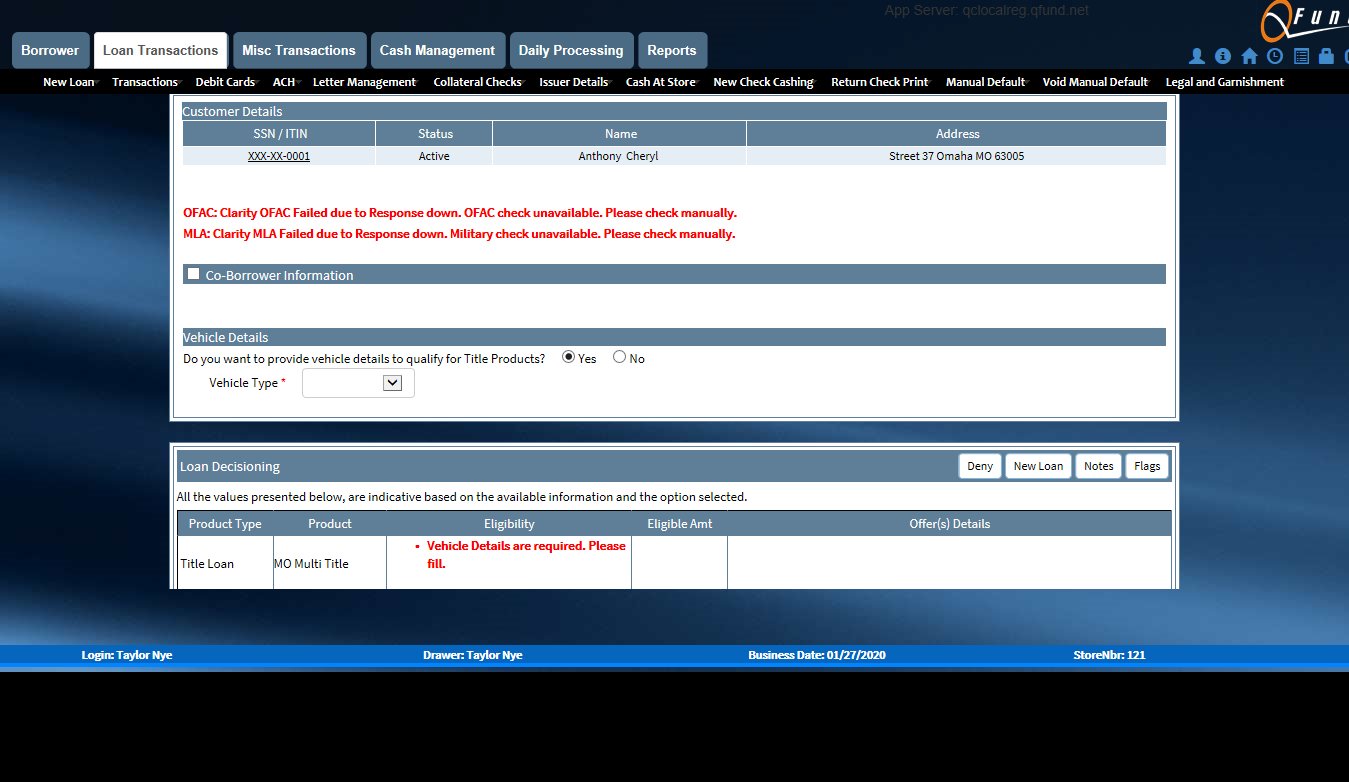 App Server: qclocalreg.qfund.net
Borrower Loan Transactions Misc Transactions Cash Management Daily Processing Reports
New Loan Transactions Debit Cards ACH Letter Management Collateral Checks Issuer Details Cash At Store New Check Cashing Return Check Print Manual Default Void Manual Default Legal and Garnishment
Customer Details
SSN / ITIN Status Name Address
XXX-XX-0001 Active Anthony Cheryl Street 37 Omaha MO 63005
OFAC: Clarity OFAC Failed due to Response down. OFAC check unavailable. Please check manually.
MLA: Clarity MLA Failed due to Response down. Military check unavailable. Please check manually.
Co-Borrower Information
Vehicle Details
Do you want to provide vehicle details to qualify for Title Products? Yes No
Vehicle Type *
Loan Decisioning Deny New Loan Notes Flags
All the values presented below, are indicative based on the available information and the option selected.
Product Type Product Eligibility Eligible Amt Offer(s) Details
Title Loan MO Multi Title
• Vehicle Details are required. Please
fill.
Login: Taylor Nye Drawer: Taylor Nye Business Date: 01/27/2020 StoreNbr: 121